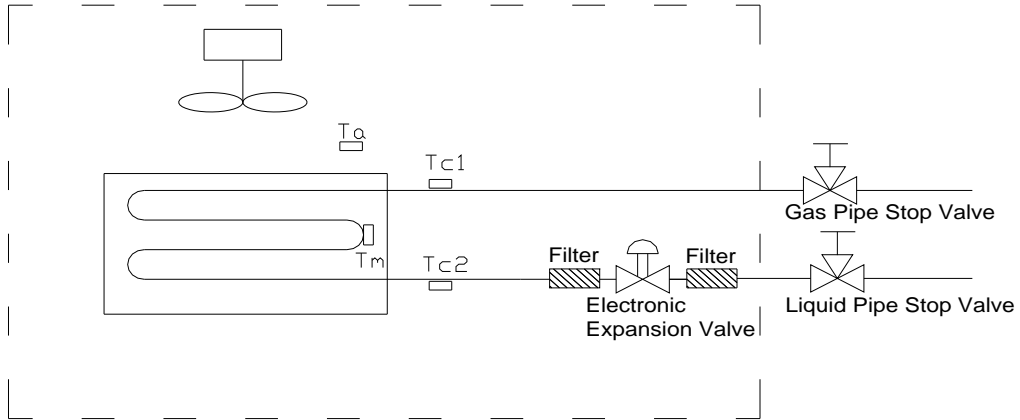 Ta
Tc1
Gas Pipe Stop Valve
Tm
Tc2
Filter
Filter
Electronic
Expansion Valve
Liquid Pipe Stop Valve